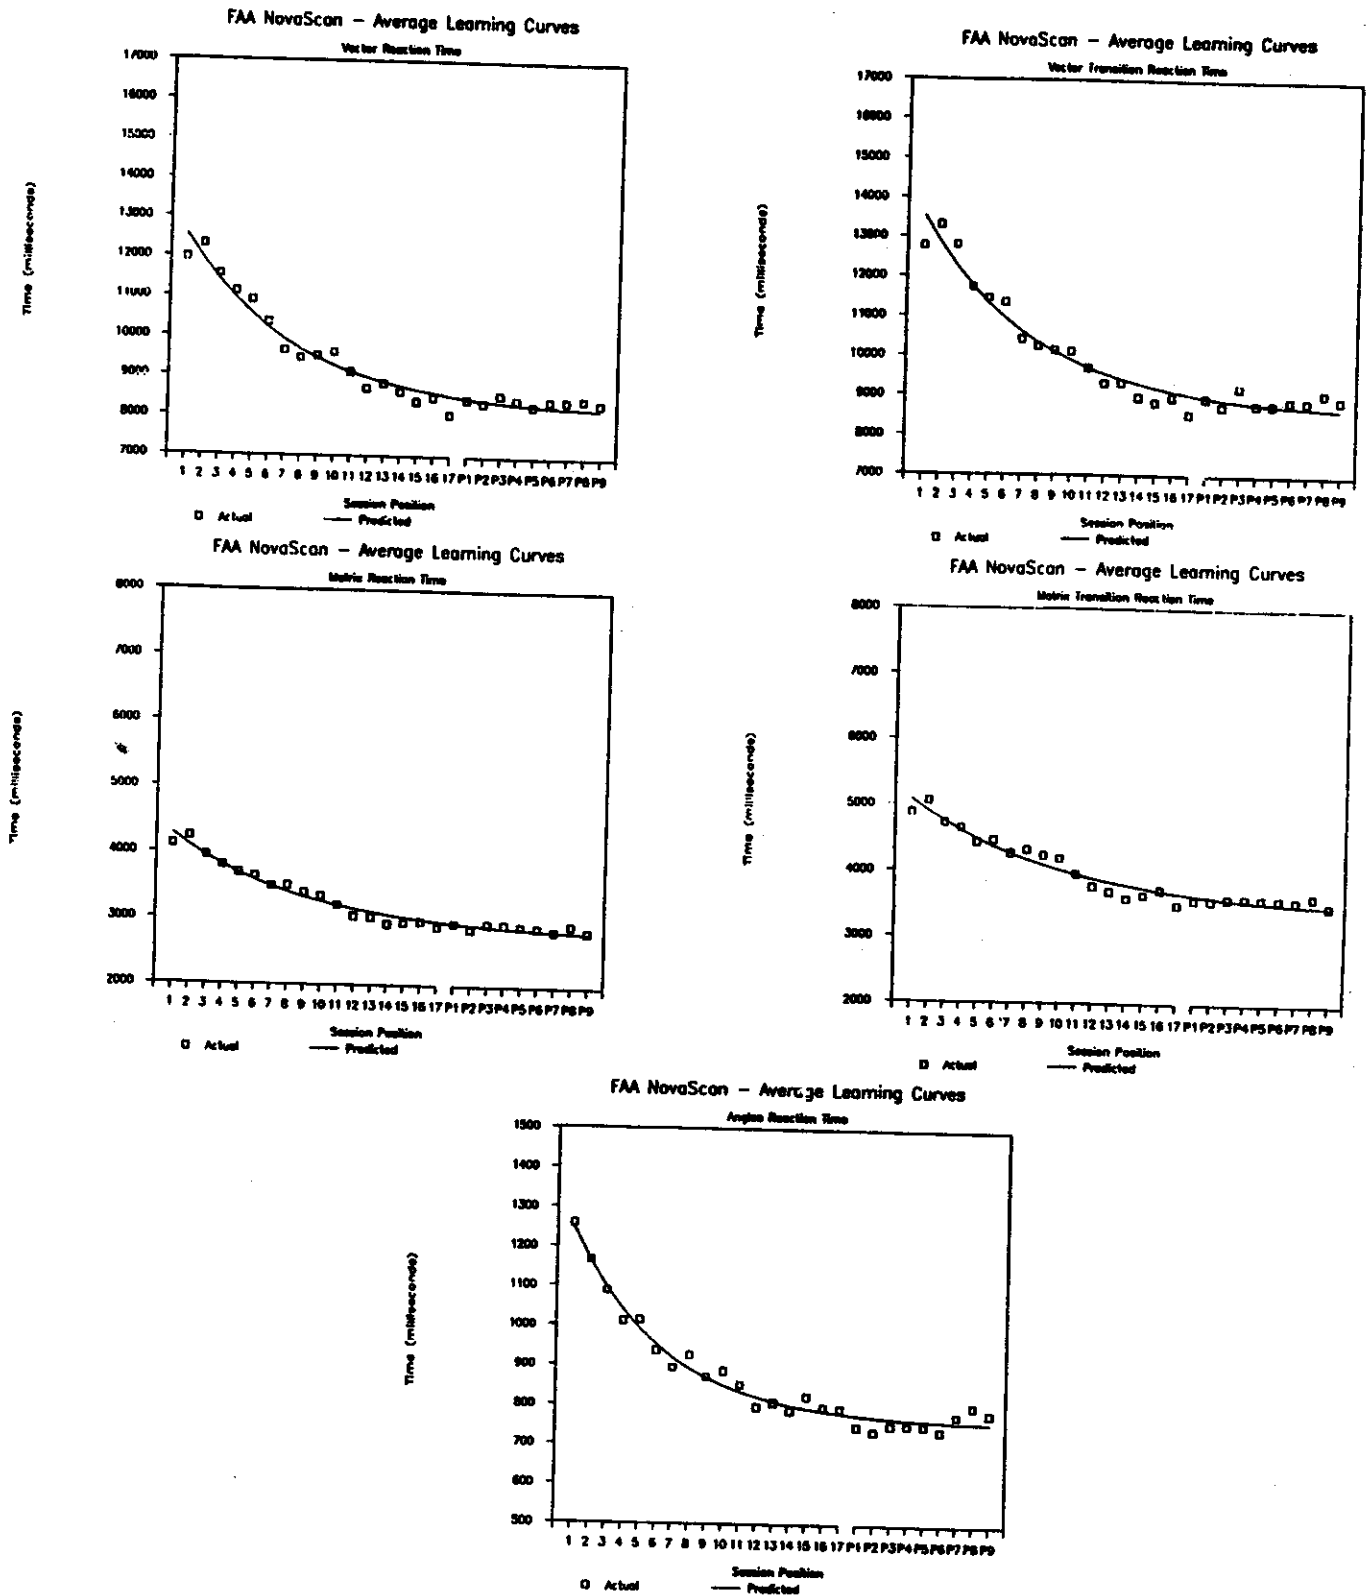 FAA NovaScan – Average Learning Curves
Vector Reaction Time
17000
16000
15000
14000
13000
12000
11000
10000
9000
8000
7000
Time (milliseconds)
1 2 3 4 5 6 7 8 9 10 11 12 13 14 15 16 17 P1 P2 P3 P4 P5 P6 P7 P8 P9
Session Position
Actual Predicted
FAA NovaScan – Average Learning Curves
Vector Transition Reaction Time
17000
16000
15000
14000
13000
12000
11000
10000
9000
8000
7000
Time (milliseconds)
1 2 3 4 5 6 7 8 9 10 11 12 13 14 15 16 17 P1 P2 P3 P4 P5 P6 P7 P8 P9
Session Position
Actual Predicted
FAA NovaScan – Average Learning Curves
Matrix Reaction Time
8000
7000
6000
5000
4000
3000
2000
Time (milliseconds)
1 2 3 4 5 6 7 8 9 10 11 12 13 14 15 16 17 P1 P2 P3 P4 P5 P6 P7 P8 P9
Session Position
Actual Predicted
FAA NovaScan – Average Learning Curves
Matrix Transition Reaction Time
8000
7000
6000
5000
4000
3000
2000
Time (milliseconds)
1 2 3 4 5 6 7 8 9 10 11 12 13 14 15 16 17 P1 P2 P3 P4 P5 P6 P7 P8 P9
Session Position
Actual Predicted
FAA NovaScan – Average Learning Curves
Angles Reaction Time
1500
1400
1300
1200
1100
1000
900
800
700
600
500
Time (milliseconds)
1 2 3 4 5 6 7 8 9 10 11 12 13 14 15 16 17 P1 P2 P3 P4 P5 P6 P7 P8 P9
Session Position
Actual Predicted